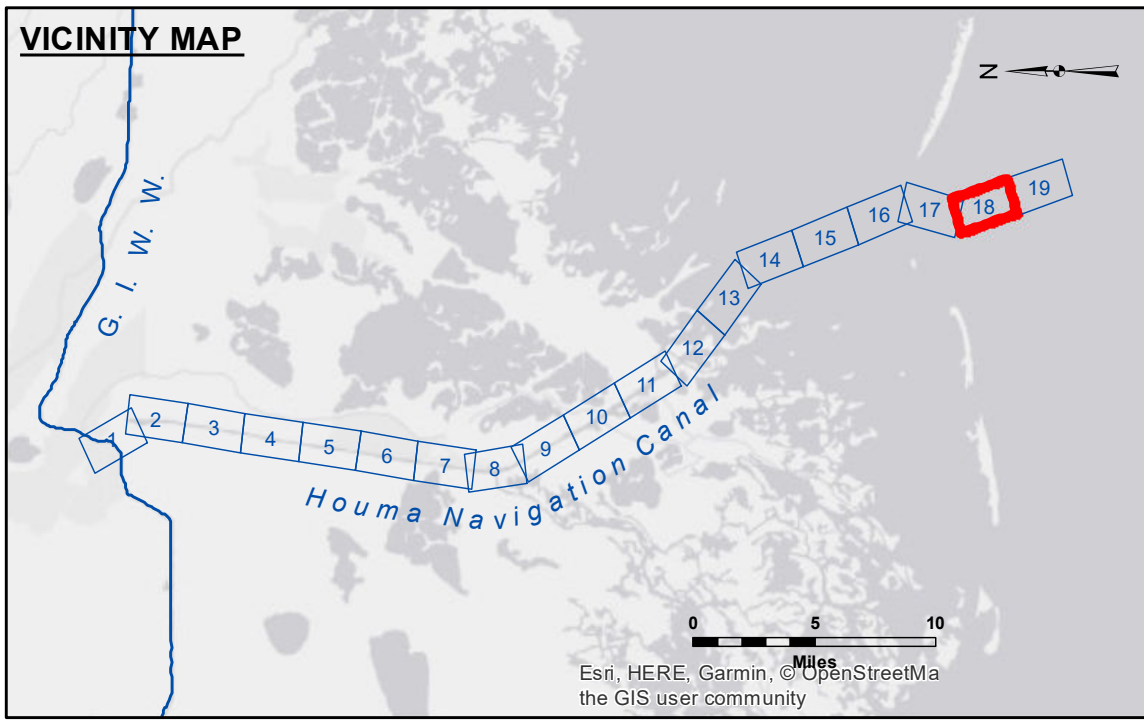 VICINITY MAP
N
G. I. W. W.
1
2
3
4
5
6
7
8
9
10
11
12
13
14
15
16
17
18
19
Houma Navigation Canal
0 5 10
Miles
Esri, HERE, Garmin, © OpenStreetMa
the GIS user community